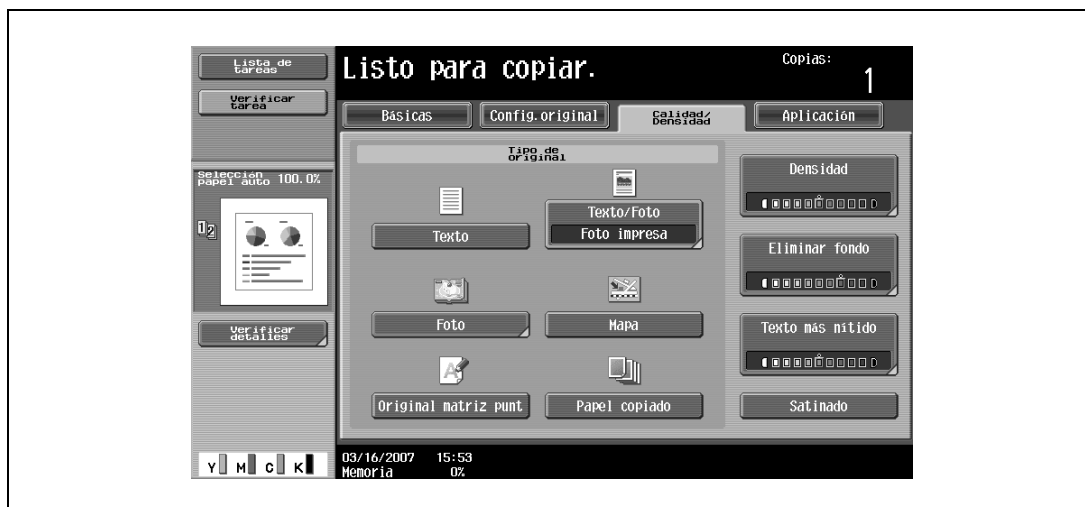 Lista de
tareas
Verificar
tarea
Selección
papel auto 100.0%
1 2
Verificar
detalles
Y M C K
Listo para copiar.
Copias:
1
Básicas
Config.original
Calidad/
Densidad
Aplicación
Tipo de
original
Texto
Texto/Foto
Foto impresa
Foto
Mapa
Original matriz punt
Papel copiado
Densidad
Eliminar fondo
Texto más nítido
Satinado
03/16/2007 15:53
Memoria 0%